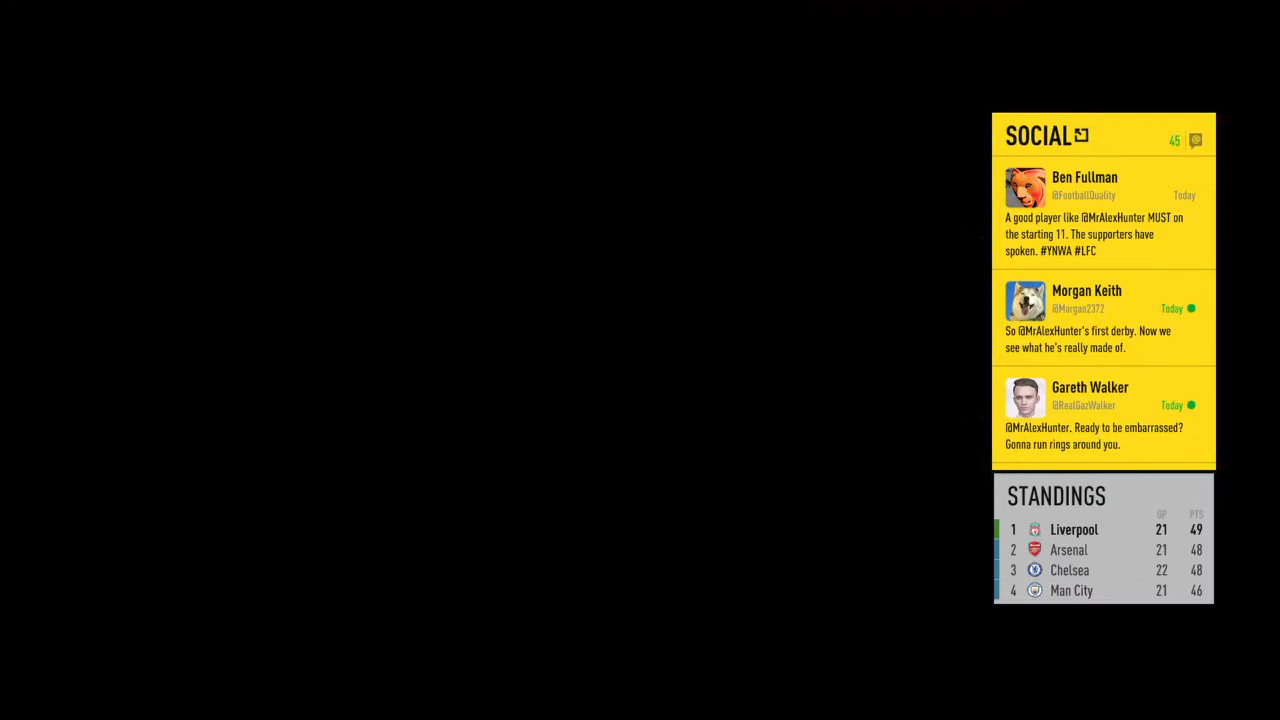 SOCIAL
45
Ben Fullman
@FootballQuality Today
A good player like @MrAlexHunter MUST on
the starting 11. The supporters have
spoken. #YNWA #LFC
Morgan Keith
@Morgan2372 Today
So @MrAlexHunter's first derby. Now we
see what he's really made of.
Gareth Walker
@RealGazWalker Today
@MrAlexHunter. Ready to be embarrassed?
Gonna run rings around you.
STANDINGS
GP PTS
1 Liverpool 21 49
2 Arsenal 21 48
3 Chelsea 22 48
4 Man City 21 46